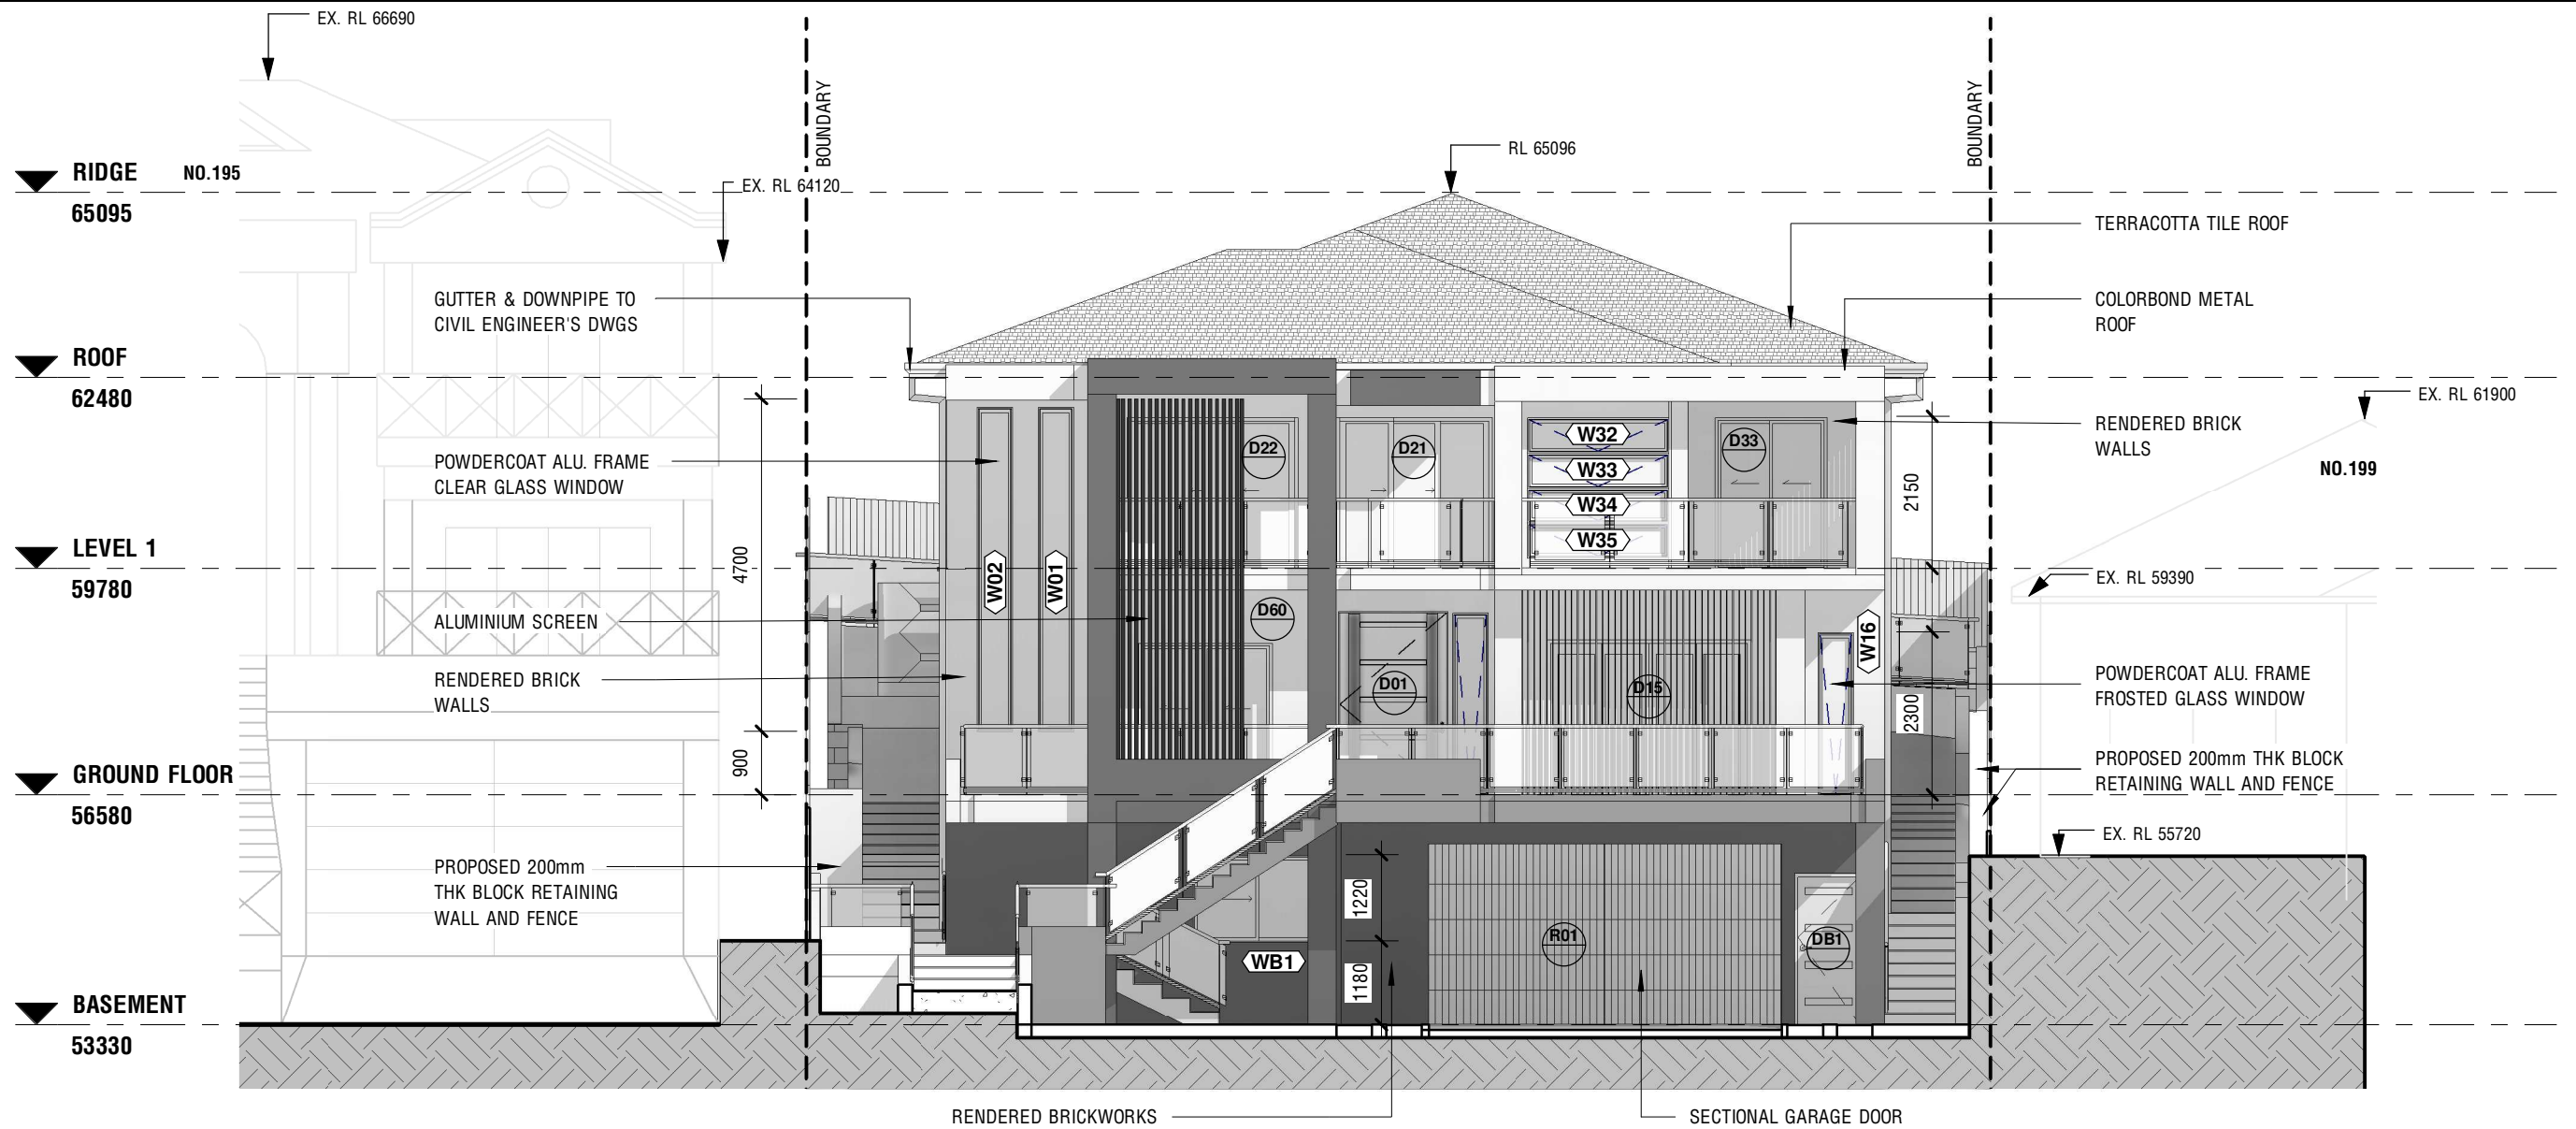 EX. RL 66690
BOUNDARY
BOUNDARY
RL 65096
RIDGE
NO.195
65095
EX. RL 64120
TERRACOTTA TILE ROOF
GUTTER & DOWNPIPE TO
CIVIL ENGINEER'S DWGS
COLORBOND METAL
ROOF
ROOF
62480
EX. RL 61900
RENDERED BRICK
WALLS
NO.199
POWDERCOAT ALU. FRAME
CLEAR GLASS WINDOW
D22
D21
W32
W33
W34
W35
D33
2150
LEVEL 1
59780
4700
W02
W01
EX. RL 59390
ALUMINIUM SCREEN
D60
W16
RENDERED BRICK
WALLS
D01
D15
2300
POWDERCOAT ALU. FRAME
FROSTED GLASS WINDOW
900
GROUND FLOOR
56580
PROPOSED 200mm THK BLOCK
RETAINING WALL AND FENCE
EX. RL 55720
PROPOSED 200mm
THK BLOCK RETAINING
WALL AND FENCE
1220
R01
DB1
WB1
1180
BASEMENT
53330
RENDERED BRICKWORKS
SECTIONAL GARAGE DOOR